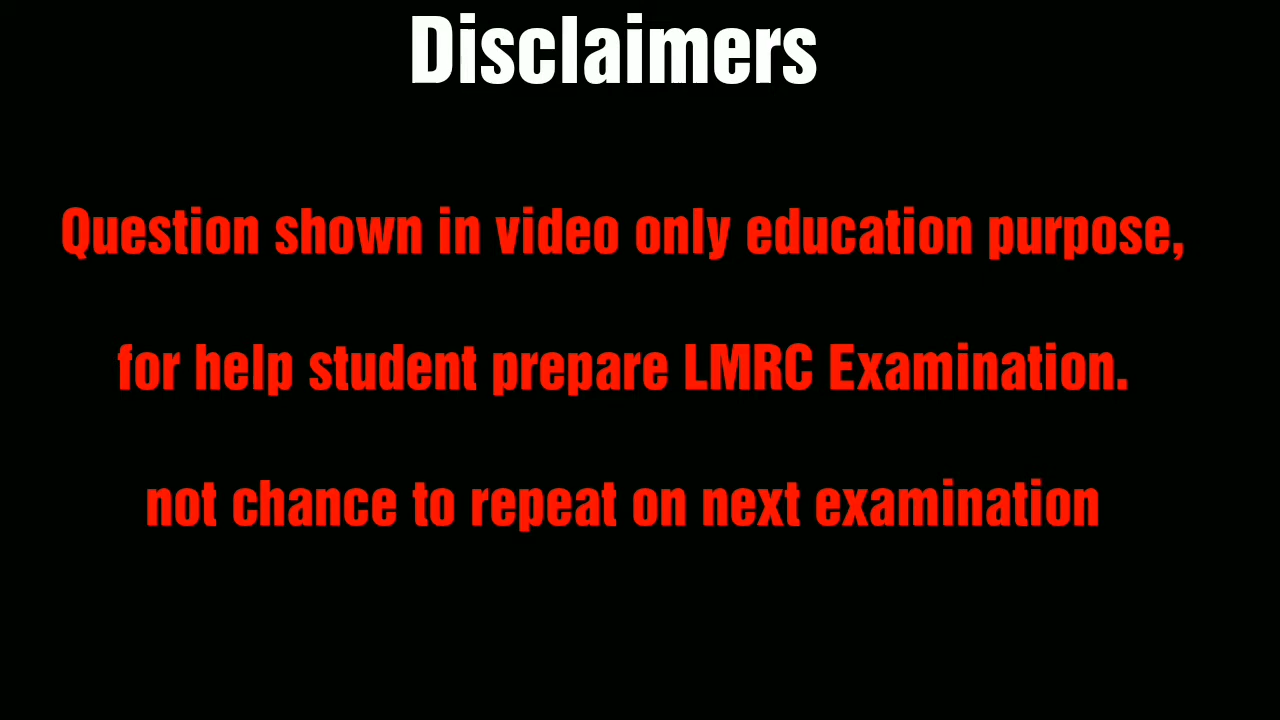 Disclaimers
Question shown in video only education purpose,
for help student prepare LMRC Examination.
not chance to repeat on next examination